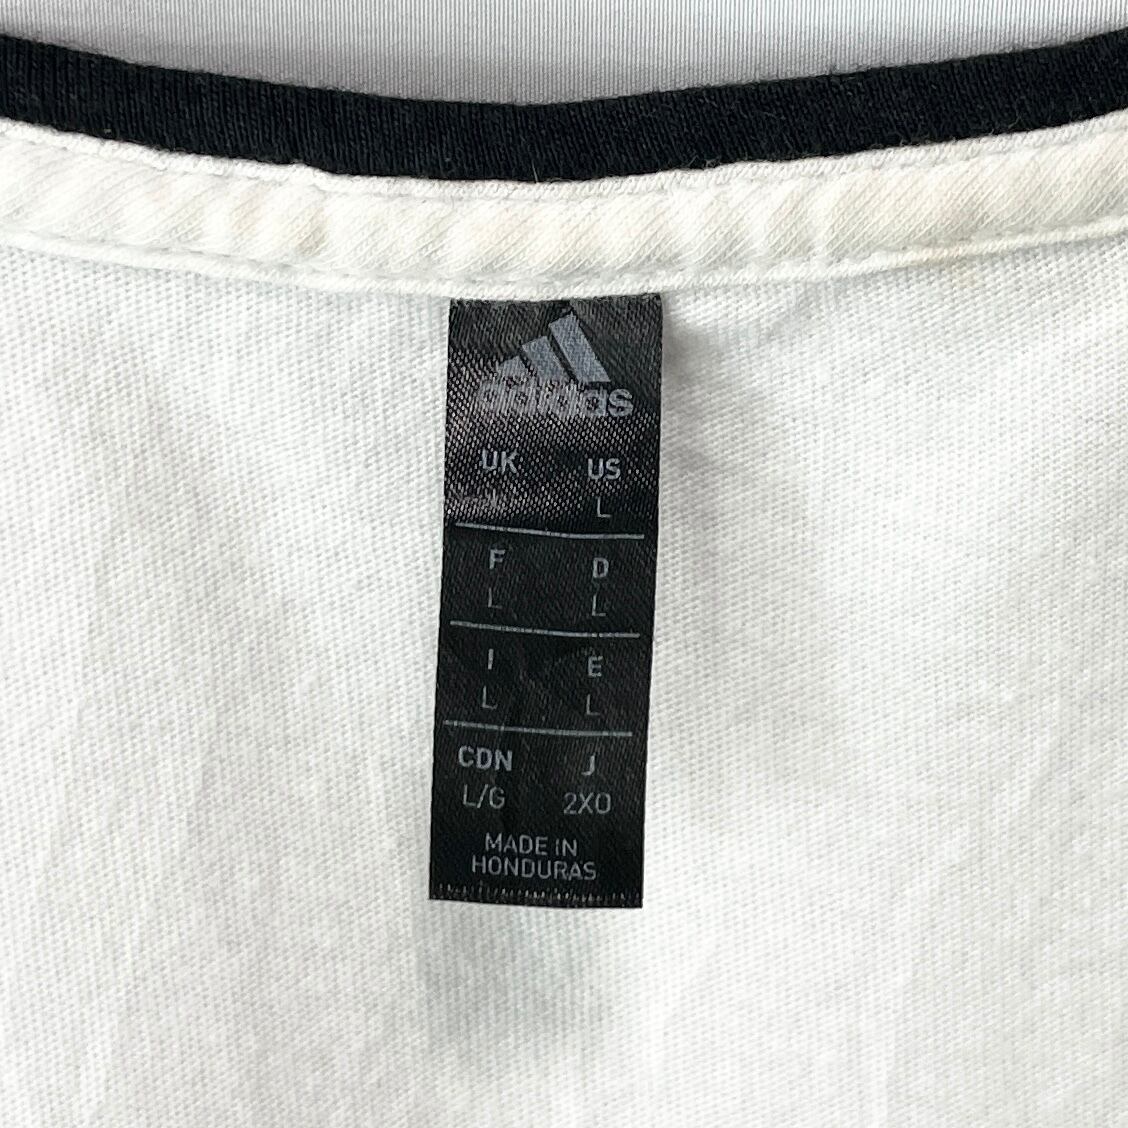 adidas
UK US
L
F D
L L
I E
L L
CDN J
L/G 2XO
MADE IN
HONDURAS